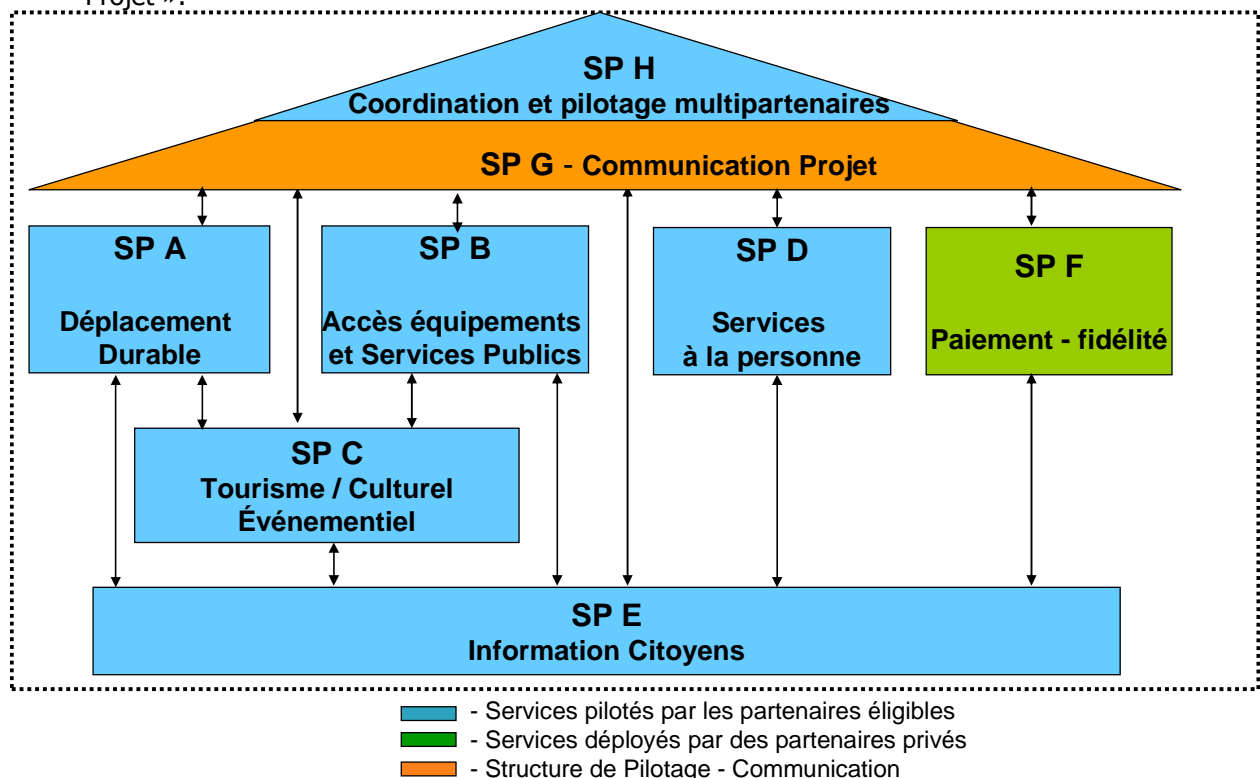 Projet ».
SP H
Coordination et pilotage multipartenaires
SP G - Communication Projet
SP A
Déplacement
Durable
SP B
Accès équipements
et Services Publics
SP D
Services
à la personne
SP F
Paiement - fidélité
SP C
Tourisme / Culturel
Événementiel
SP E
Information Citoyens
- Services pilotés par les partenaires éligibles
- Services déployés par des partenaires privés
- Structure de Pilotage - Communication